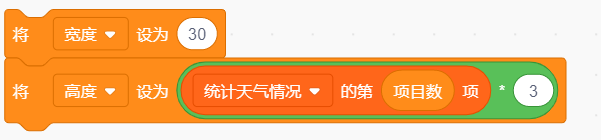 将 宽度 设为 30
将 高度 设为 统计天气情况 的第 项目数 项 * 3